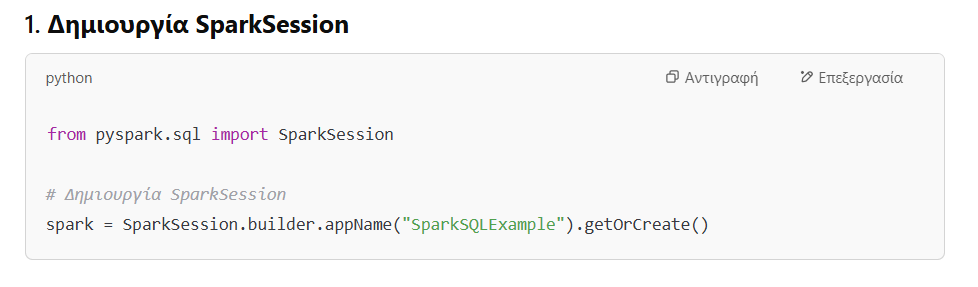 1. Δημιουργία SparkSession
python
Αντιγραφή
Επεξεργασία
from pyspark.sql import SparkSession
# Δημιουργία SparkSession
spark = SparkSession.builder.appName("SparkSQLExample").getOrCreate()